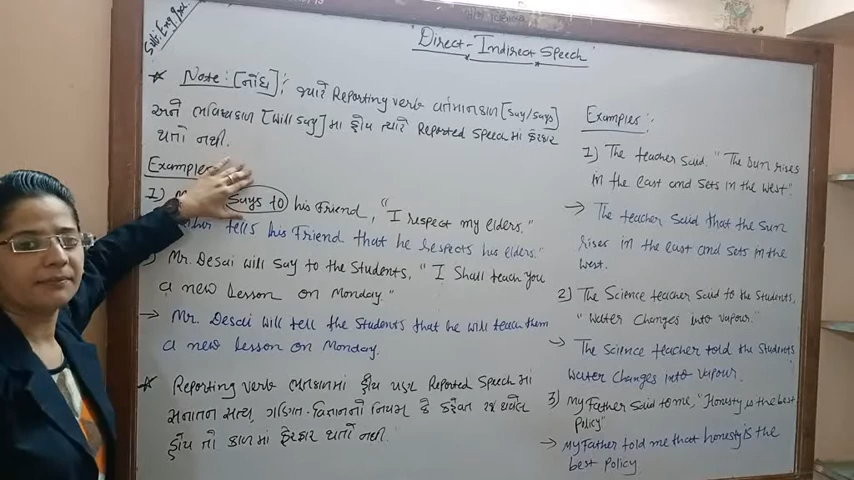 Sub: Eng Gra.
Direct - Indirect Speech
* Note: [નોંધ]: જ્યારે Reporting verb વર્તમાનકાળ [say/says]
અને ભવિષ્યકાળ [will say] માં હોય ત્યારે Reported Speech માં ફેરફાર
થતો નથી.
Examples
1) says to his friend, "I respect my elders."
tells his friend that he respects his elders."
Mr. Desai will say to the students, "I shall teach you
a new lesson on Monday."
→ Mr. Desai will tell the students that he will teach them
a new lesson on Monday.
* Reporting verb ભૂતકાળમાં હોય પરંતુ Reported Speech માં
સનાતન સત્ય, ગણિત-વિજ્ઞાનનો નિયમ કે કહેવત
હોય તો કાળમાં ફેરફાર થતો નથી.
Examples:-
1) The teacher said. "The sun rises
in the east and sets in the west".
→ The teacher said that the sun
rises in the east and sets in the
west.
2) The science teacher said to the students,
"Water changes into vapour."
→ The science teacher told the students
water changes into vapour.
3) My Father said to me, "Honesty is the best
policy"
→ My Father told me that honesty is the
best policy.